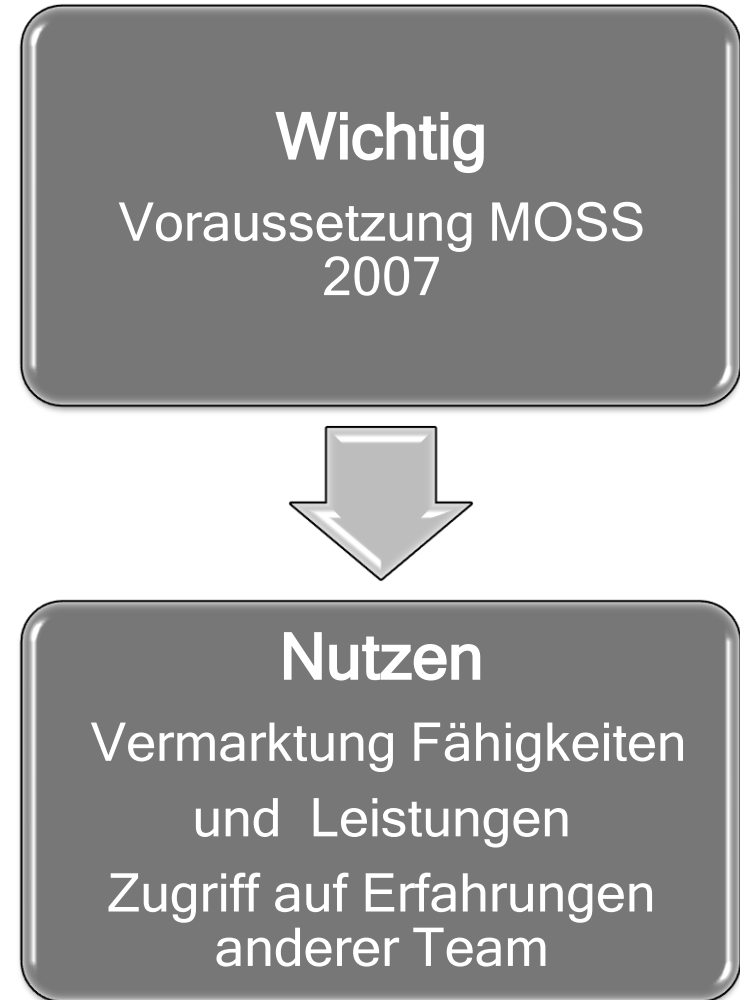 Wichtig
Voraussetzung MOSS
2007
Nutzen
Vermarktung Fähigkeiten
und Leistungen
Zugriff auf Erfahrungen
anderer Team